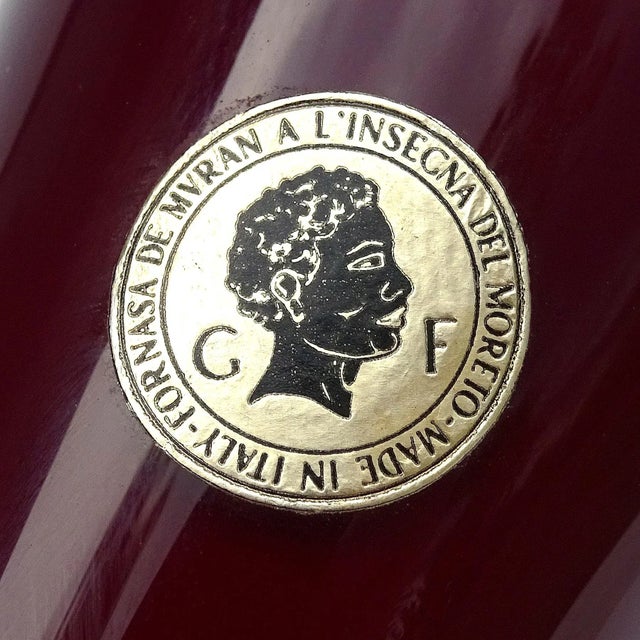 FORNASA DE MVRAN A L'INSEGNA DEL MORETO-MADE IN ITALY-
G F